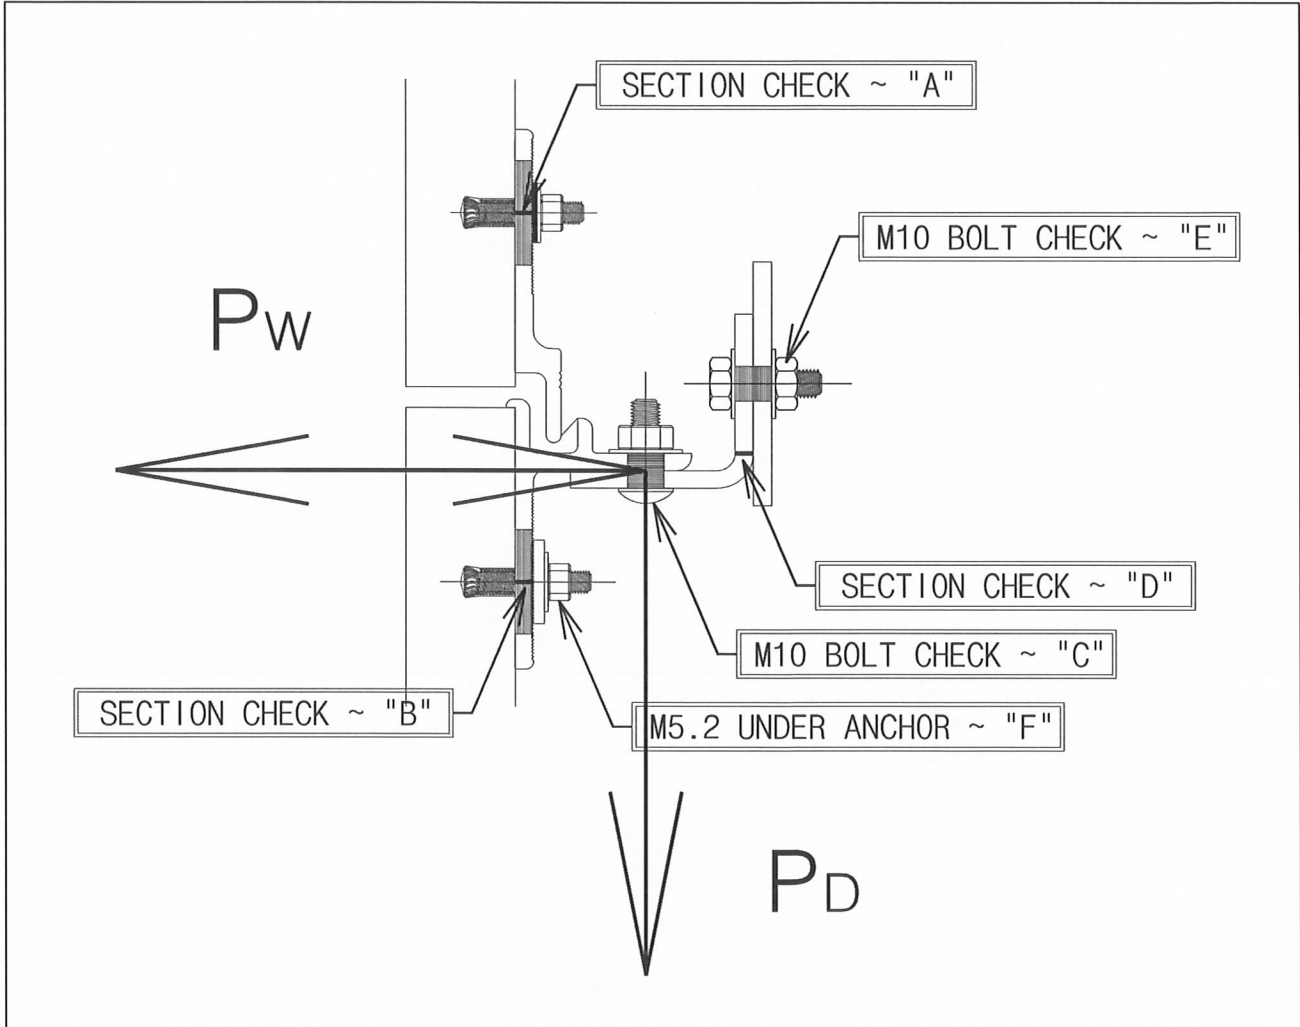 SECTION CHECK ~ "A"
M10 BOLT CHECK ~ "E"
PW
SECTION CHECK ~ "D"
M10 BOLT CHECK ~ "C"
SECTION CHECK ~ "B"
M5.2 UNDER ANCHOR ~ "F"
PD